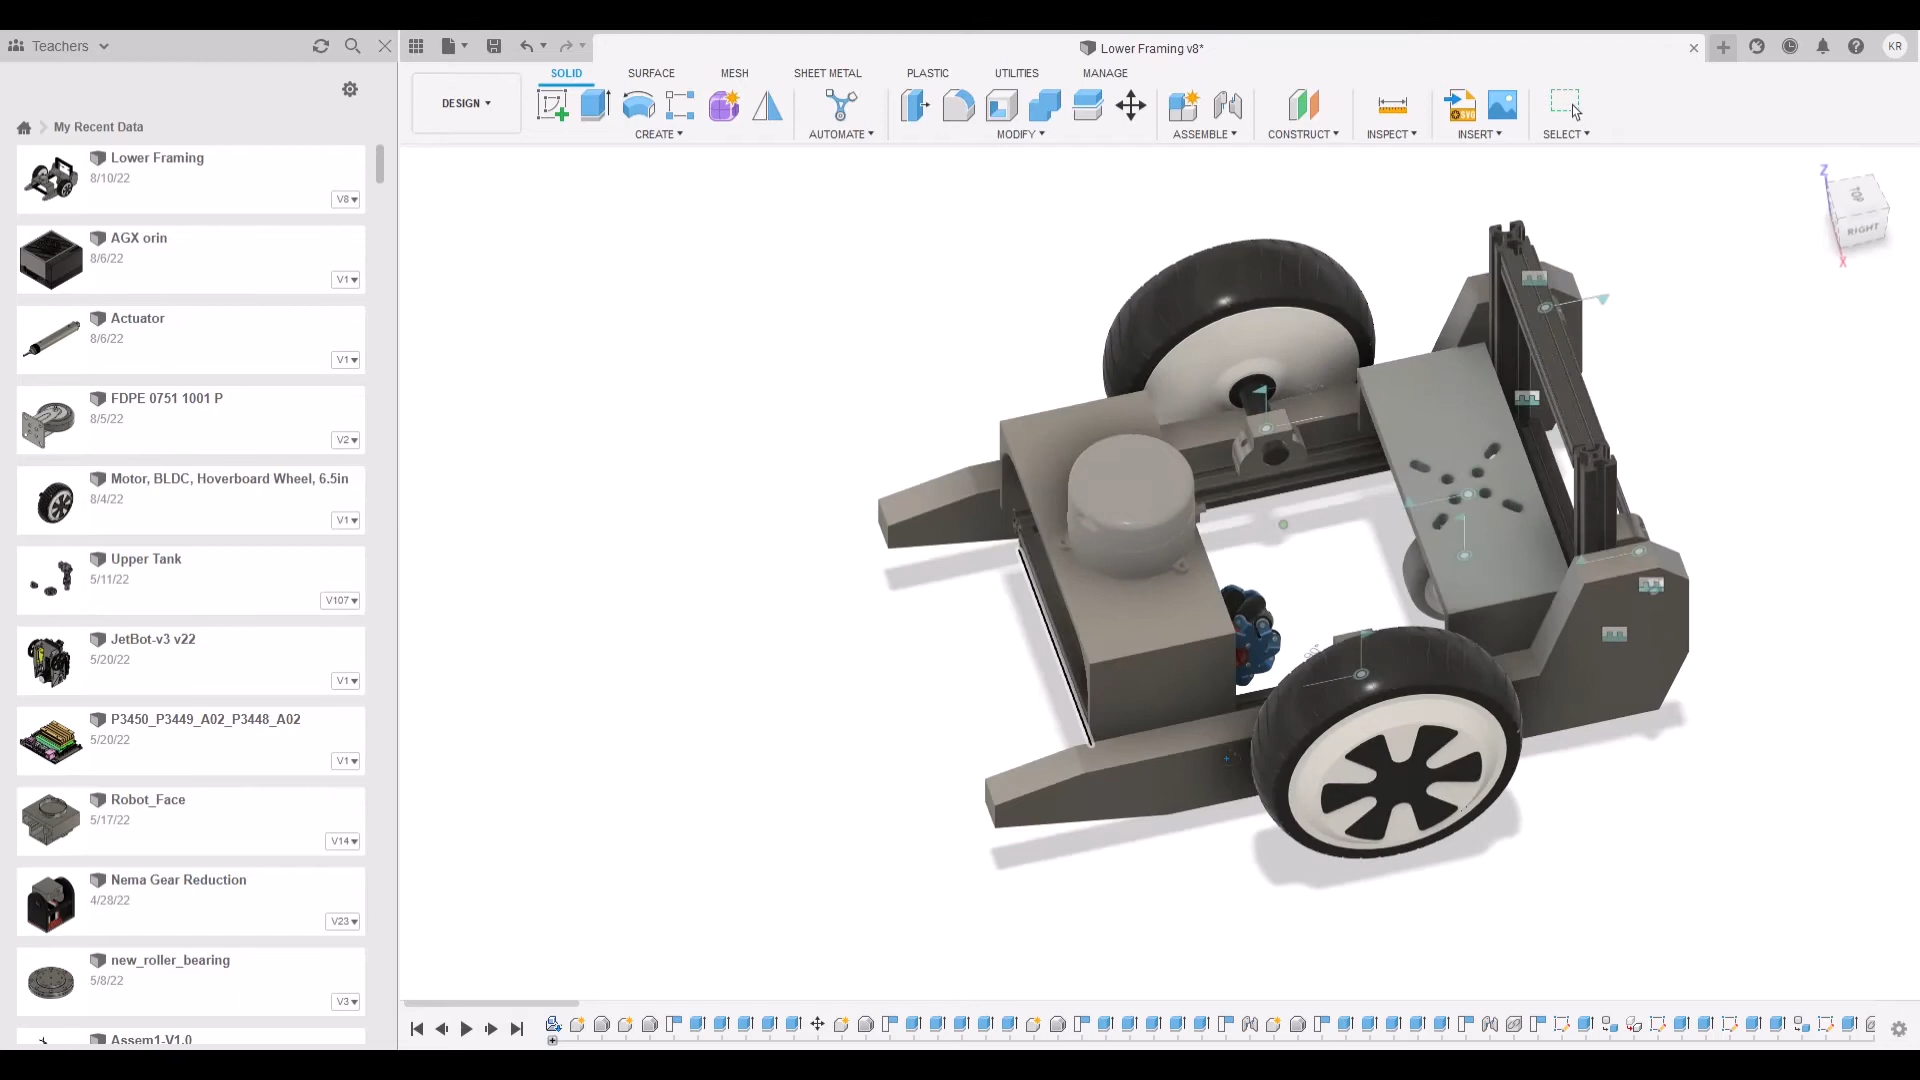 Teachers
Lower Framing v8*
KR
SOLID
SURFACE
MESH
SHEET METAL
PLASTIC
UTILITIES
MANAGE
DESIGN
CREATE
AUTOMATE
MODIFY
ASSEMBLE
CONSTRUCT
INSPECT
INSERT
SELECT
SVG
My Recent Data
Lower Framing
8/10/22
V8
AGX orin
8/6/22
V1
Actuator
8/6/22
V1
FDPE 0751 1001 P
8/5/22
V2
Motor, BLDC, Hoverboard Wheel, 6.5in
8/4/22
V1
Upper Tank
5/11/22
V107
JetBot-v3 v22
5/20/22
V1
P3450_P3449_A02_P3448_A02
5/20/22
V1
Robot_Face
5/17/22
V14
Nema Gear Reduction
4/28/22
V23
new_roller_bearing
5/8/22
V3
Assem1-V1.0
Z
TOP
RIGHT
X